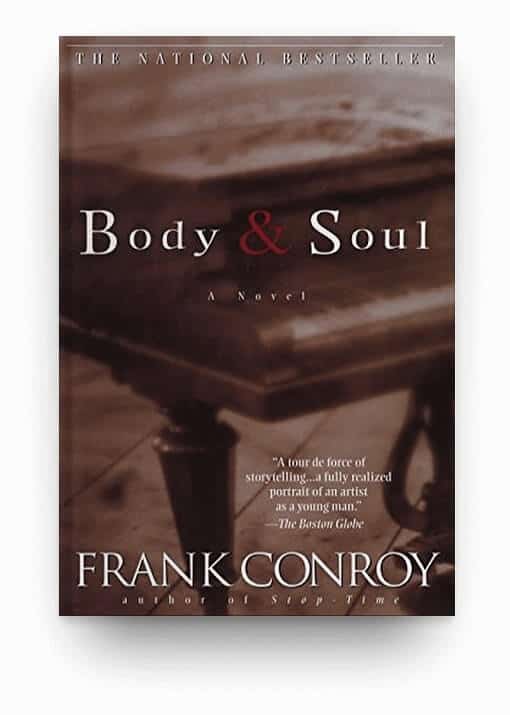 THE NATIONAL BESTSELLER
Body & Soul
A Novel
“A tour de force of
storytelling...a fully realized
portrait of an artist
as a young man.”
—The Boston Globe
FRANK CONROY
author of Stop-Time